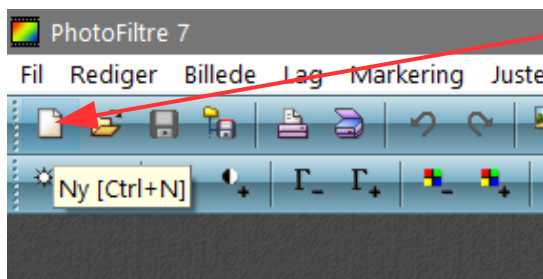 PhotoFiltre 7
Fil Rediger Billede Lag Markering Juste
Ny [Ctrl+N]
Γ- Γ+